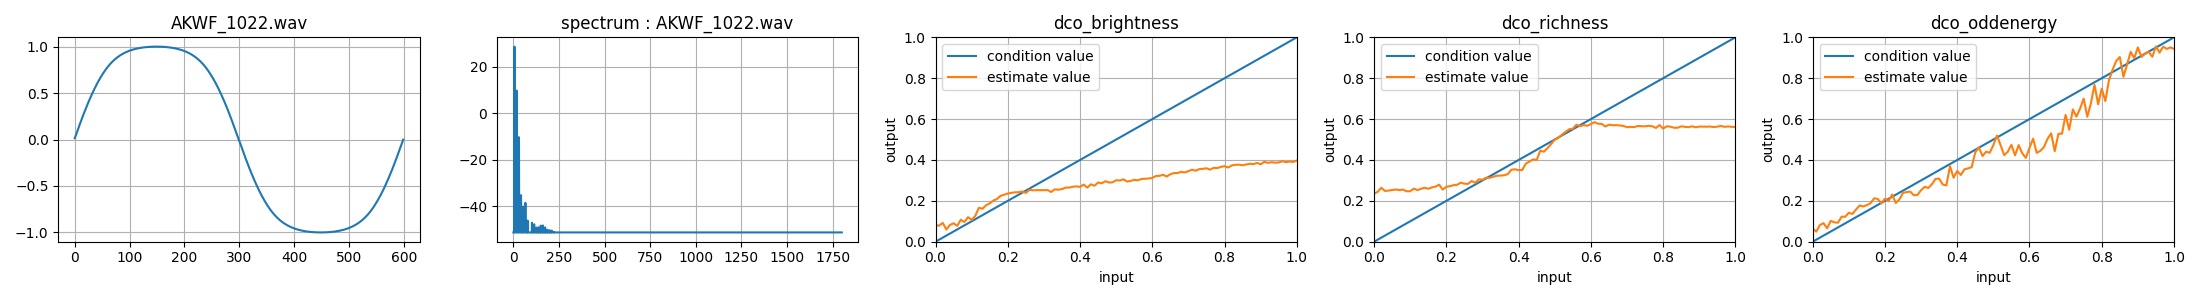 AKWF_1022.wav
1.0
0.5
0.0
−0.5
−1.0
0 100 200 300 400 500 600
spectrum : AKWF_1022.wav
20
0
−20
−40
0 250 500 750 1000 1250 1500 1750
dco_brightness
condition value
estimate value
output
1.0
0.8
0.6
0.4
0.2
0.0
0.0 0.2 0.4 0.6 0.8 1.0
input
dco_richness
condition value
estimate value
output
1.0
0.8
0.6
0.4
0.2
0.0
0.0 0.2 0.4 0.6 0.8 1.0
input
dco_oddenergy
condition value
estimate value
output
1.0
0.8
0.6
0.4
0.2
0.0
0.0 0.2 0.4 0.6 0.8 1.0
input